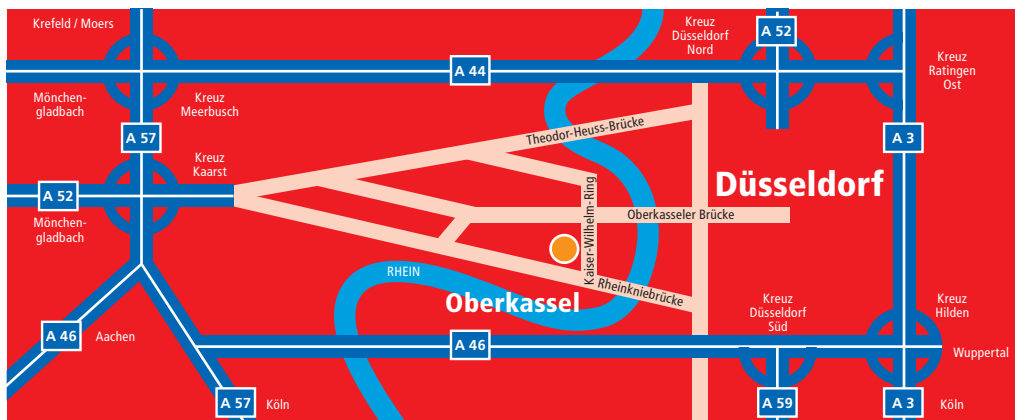 Krefeld / Moers
Kreuz
Düsseldorf
Nord
A 52
A 44
Kreuz
Ratingen
Ost
Mönchen-
gladbach
Kreuz
Meerbusch
A 57
A 3
Theodor-Heuss-Brücke
Kreuz
Kaarst
A 52
Düsseldorf
Mönchen-
gladbach
Kaiser-Wilhelm-Ring
Oberkasseler Brücke
RHEIN
Rheinkniebrücke
Oberkassel
Kreuz
Düsseldorf
Süd
Kreuz
Hilden
A 46
Aachen
A 46
Wuppertal
A 57
Köln
A 59
A 3
Köln